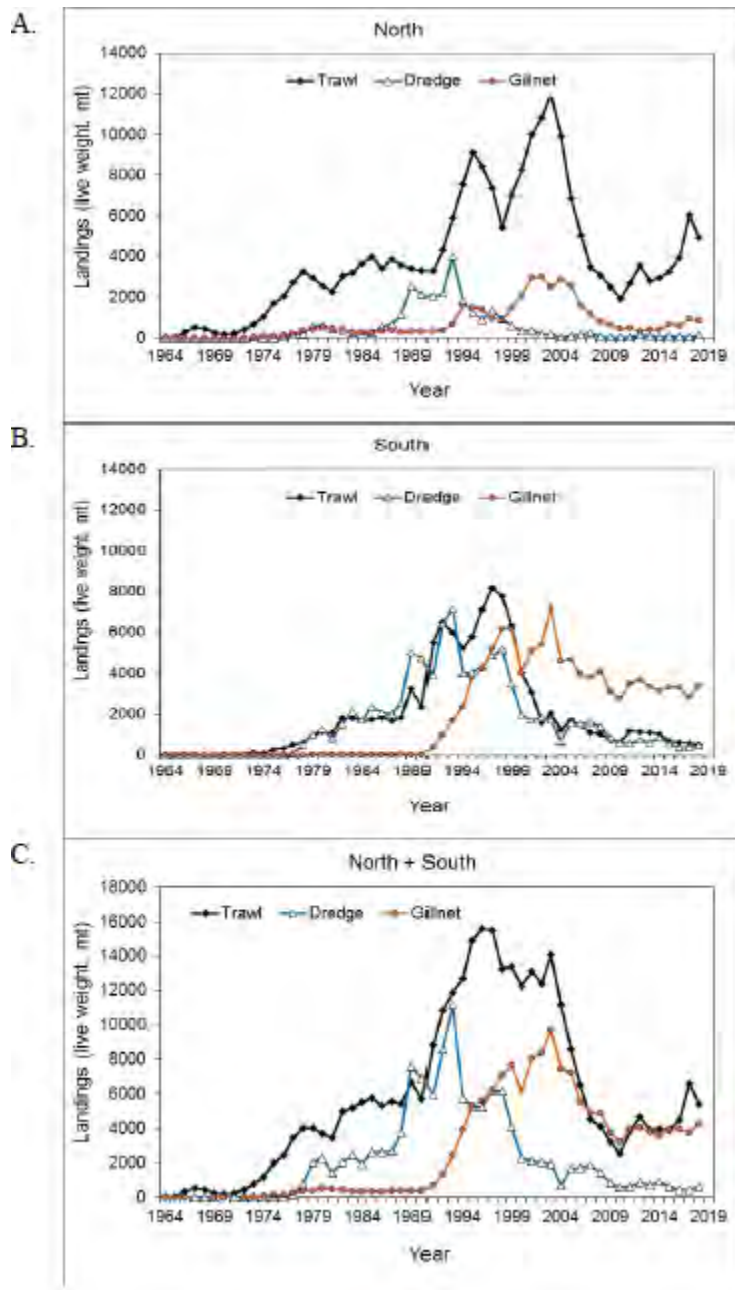 A.
North
14000
12000
10000
8000
6000
4000
2000
0
Landings (live weight, mt)
Trawl Dredge Gillnet
1964 1969 1974 1979 1984 1989 1994 1999 2004 2009 2014 2019
Year
B.
South
14000
12000
10000
8000
6000
4000
2000
0
Landings (live weight, mt)
Trawl Dredge Gillnet
1964 1969 1974 1979 1984 1989 1994 1999 2004 2009 2014 2019
Year
C.
North + South
18000
16000
14000
12000
10000
8000
6000
4000
2000
0
Landings (live weight, mt)
Trawl Dredge Gillnet
1964 1969 1974 1979 1984 1989 1994 1999 2004 2009 2014 2019
Year